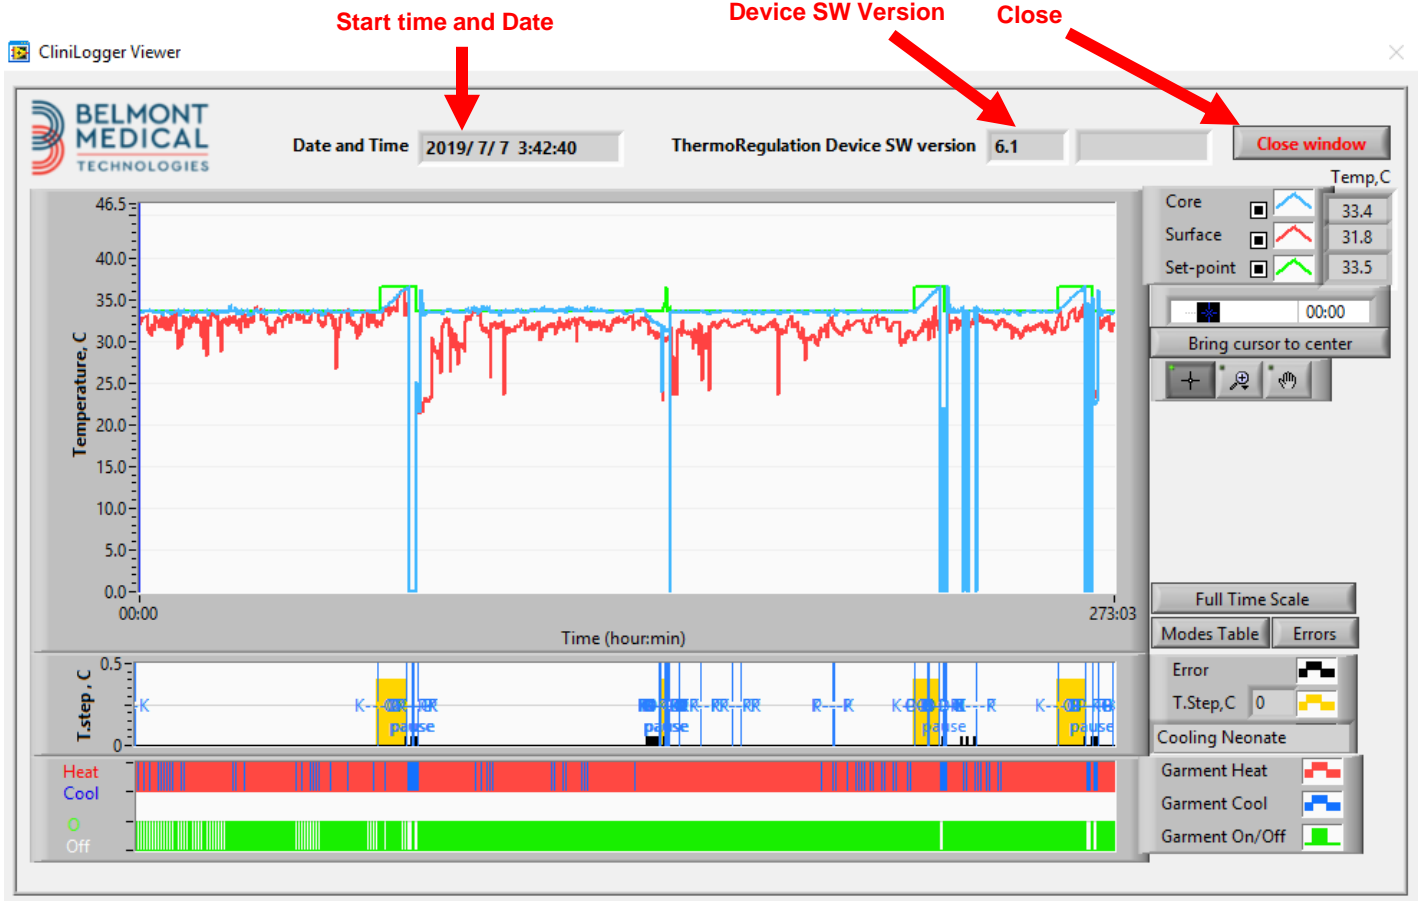 Start time and Date
Device SW Version
Close
CliniLogger Viewer
BELMONT
MEDICAL
TECHNOLOGIES
Date and Time 2019/ 7/ 7 3:42:40
ThermoRegulation Device SW version 6.1
Close window
Temp,C
Core 33.4
Surface 31.8
Set-point 33.5
00:00
Bring cursor to center
Temperature, C
46.5
40.0
35.0
30.0
25.0
20.0
15.0
10.0
5.0
0.0
00:00
273:03
Time (hour:min)
Full Time Scale
Modes Table
Errors
T.step , C
0.5
0
K
K
pause
R
R
K
R
K
pause
pause
Error
T.Step,C 0
Cooling Neonate
Heat
Cool
O
Off
Garment Heat
Garment Cool
Garment On/Off